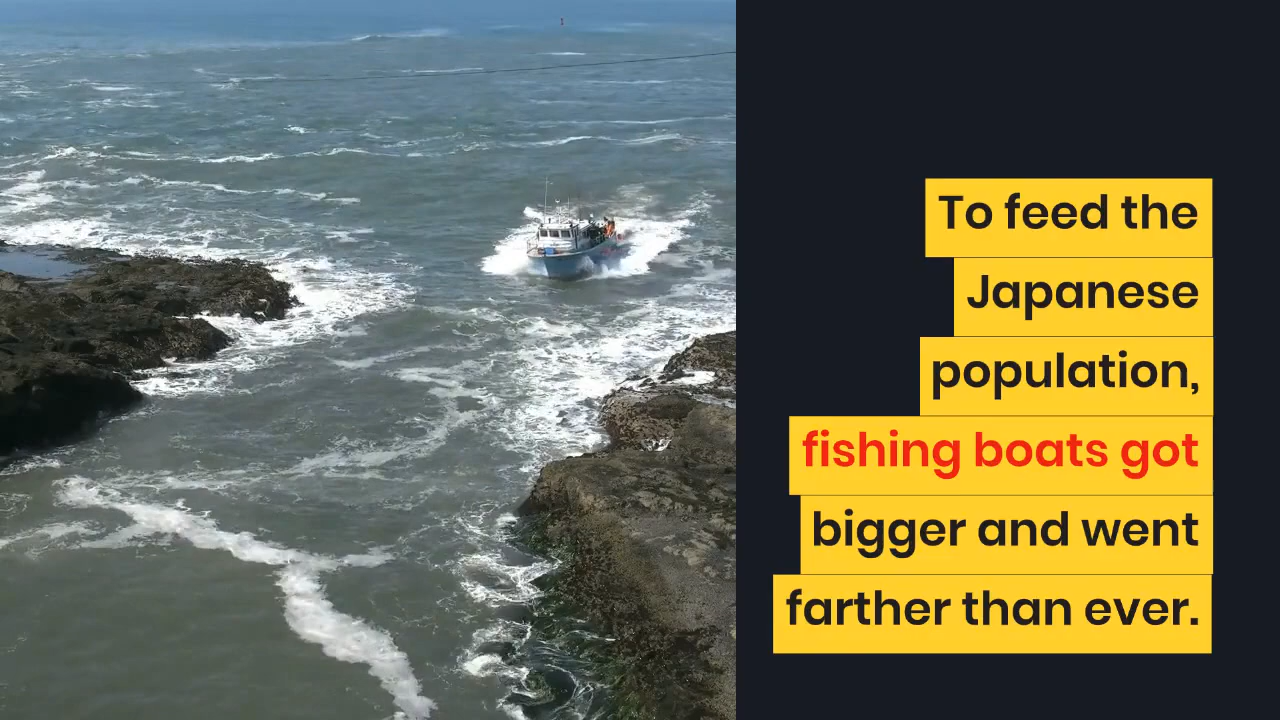 To feed the
Japanese
population,
fishing boats got
bigger and went
farther than ever.